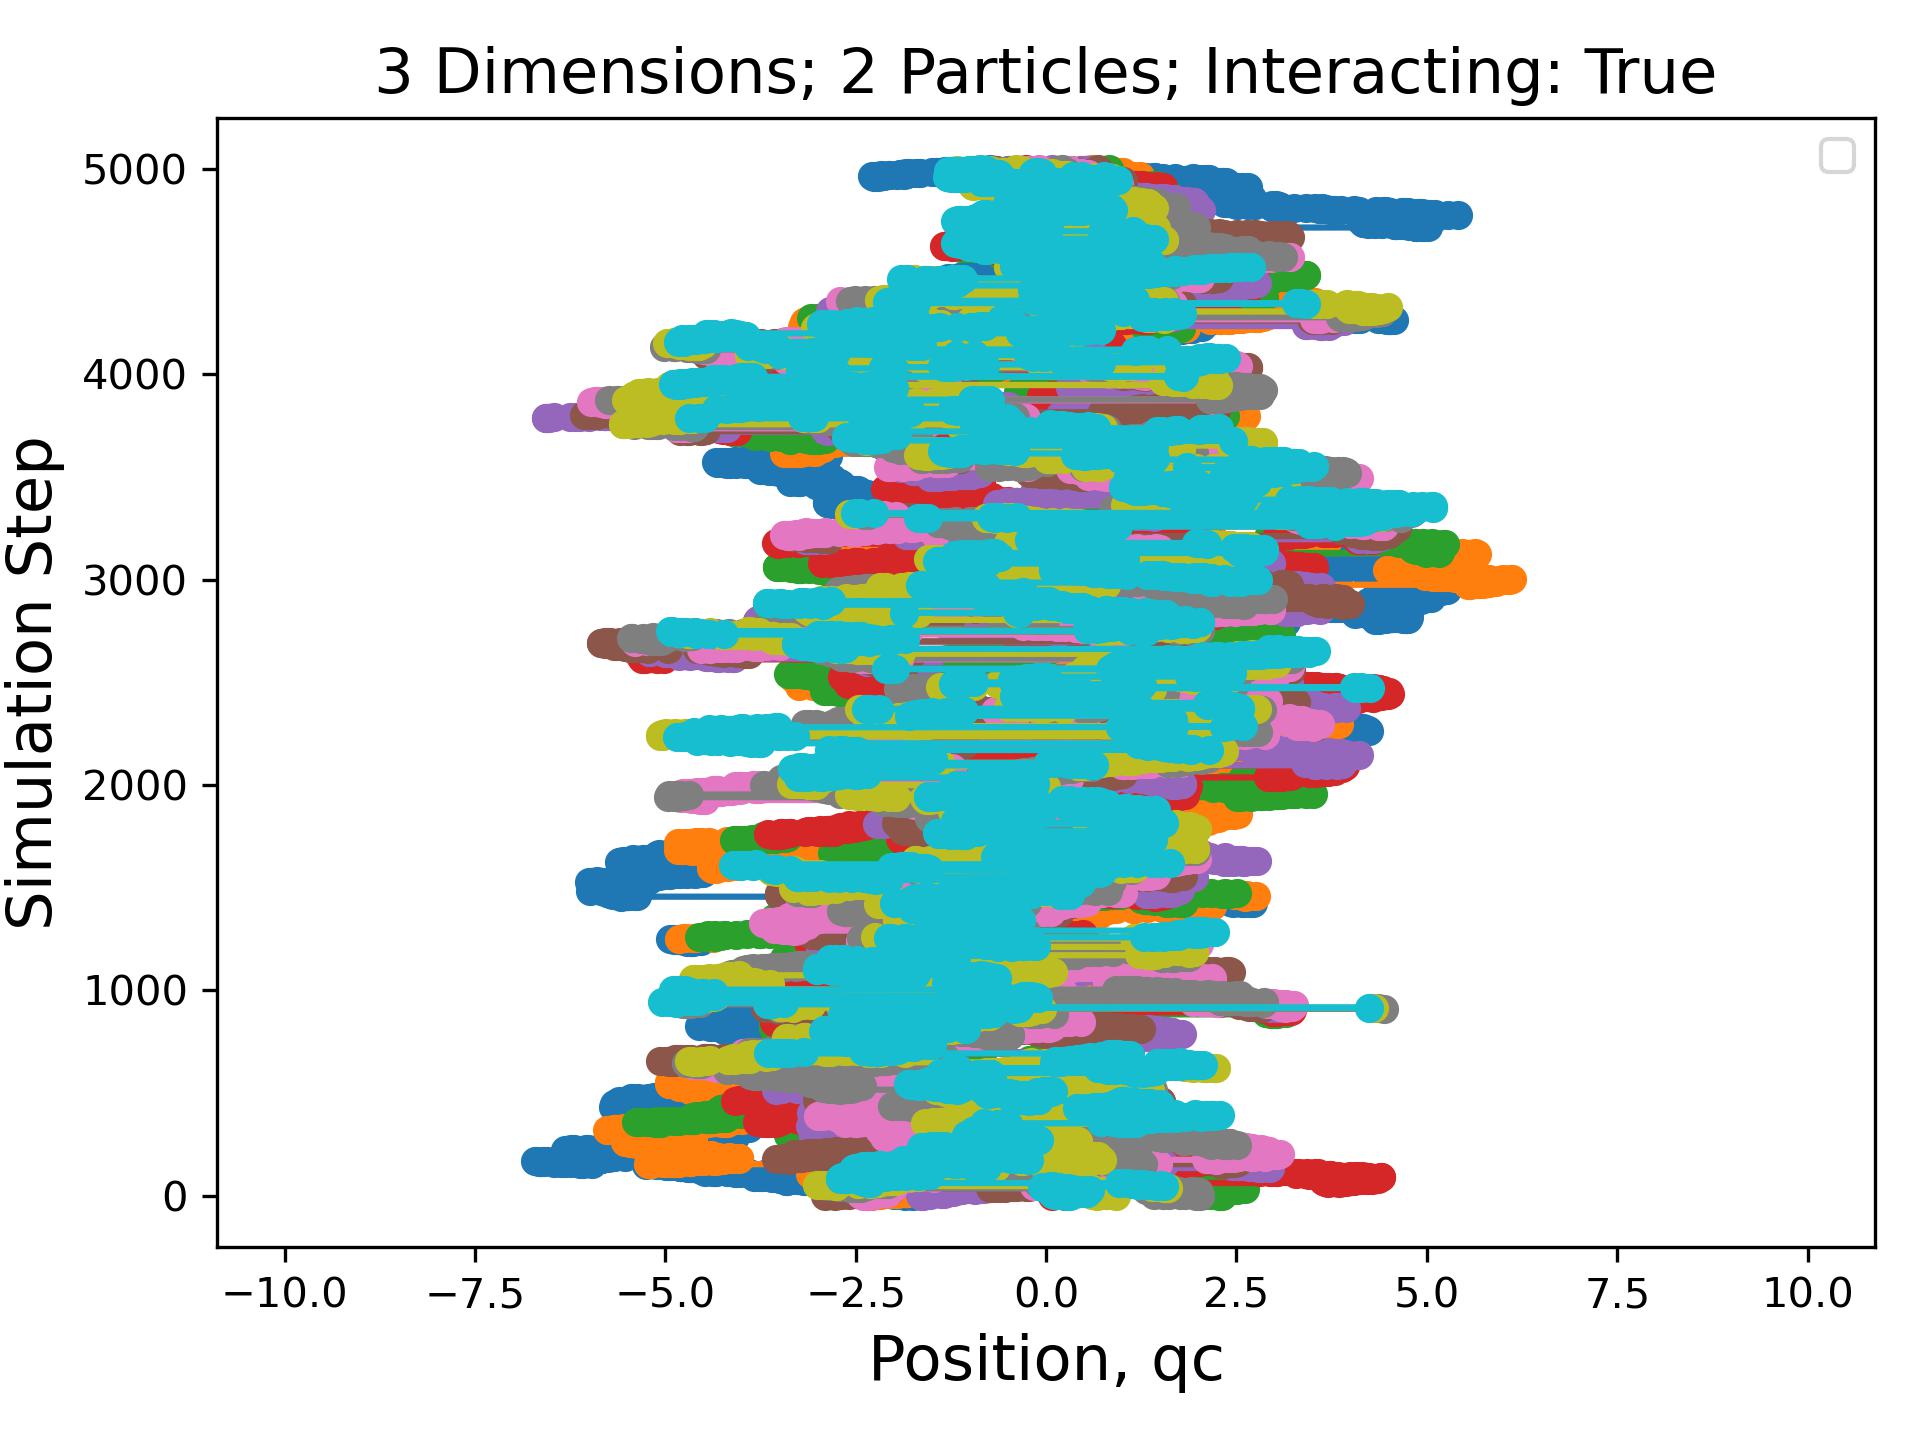 3 Dimensions; 2 Particles; Interacting: True
Simulation Step
5000
4000
3000
2000
1000
0
−10.0 −7.5 −5.0 −2.5 0.0 2.5 5.0 7.5 10.0
Position, qc